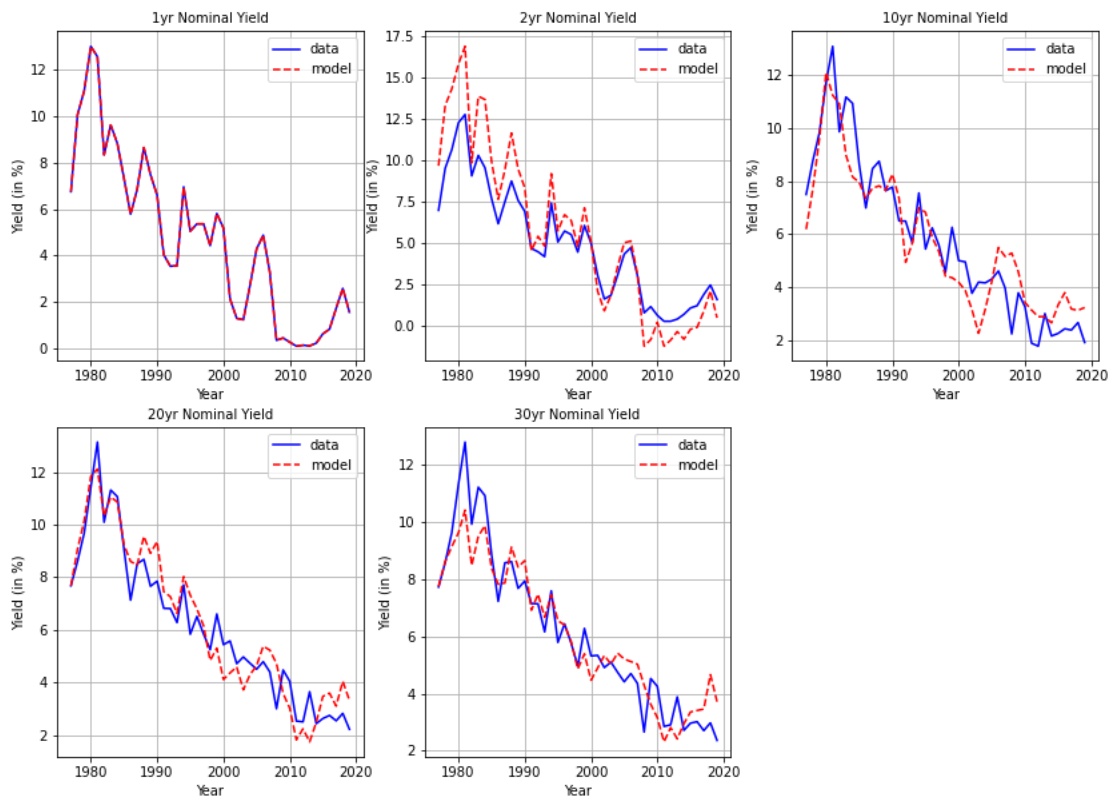 1yr Nominal Yield
Yield (in %)
12
10
8
6
4
2
0
data
model
1980
1990
2000
2010
2020
Year
2yr Nominal Yield
Yield (in %)
17.5
15.0
12.5
10.0
7.5
5.0
2.5
0.0
data
model
1980
1990
2000
2010
2020
Year
10yr Nominal Yield
Yield (in %)
12
10
8
6
4
2
data
model
1980
1990
2000
2010
2020
Year
20yr Nominal Yield
Yield (in %)
12
10
8
6
4
2
data
model
1980
1990
2000
2010
2020
Year
30yr Nominal Yield
Yield (in %)
12
10
8
6
4
2
data
model
1980
1990
2000
2010
2020
Year